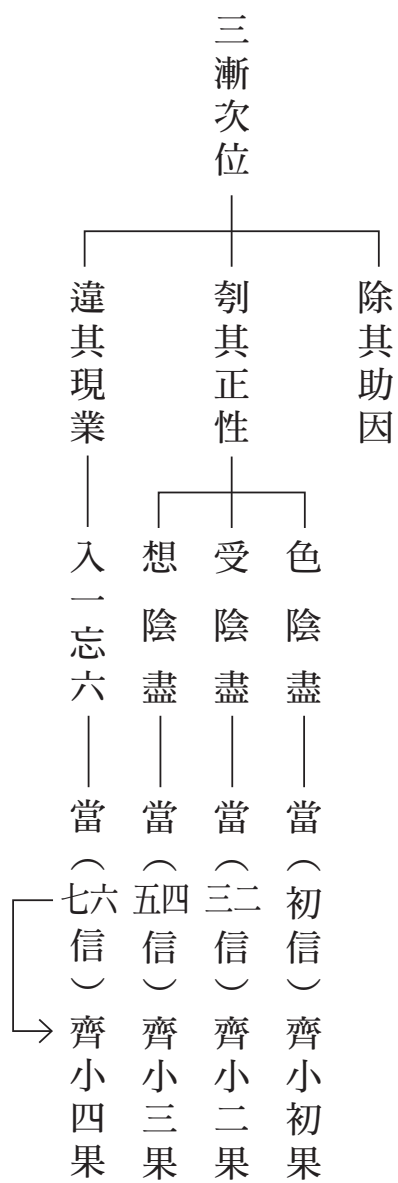 三漸次位
除其助因
刳其正性
違其現業
色陰盡
當（初信）齊小初果
受陰盡
當（二三信）齊小二果
想陰盡
當（四五信）齊小三果
入一忘六
當（六七信）齊小四果